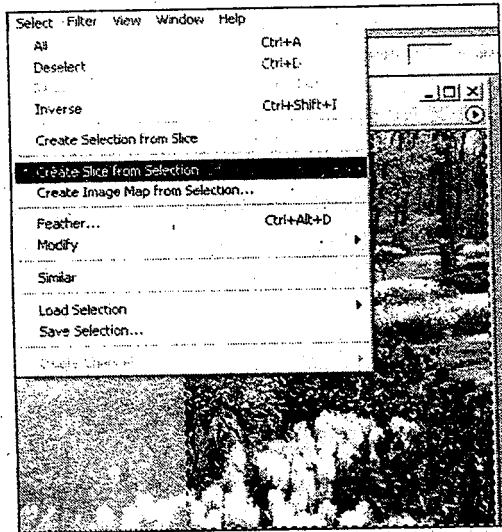 Select Filter View Window Help
All Ctrl+A
Deselect Ctrl+D
Inverse Ctrl+Shift+I
Create Selection from Slice
Create Slice from Selection
Create Image Map from Selection...
Feather... Ctrl+Alt+D
Modify
Similar
Load Selection
Save Selection...